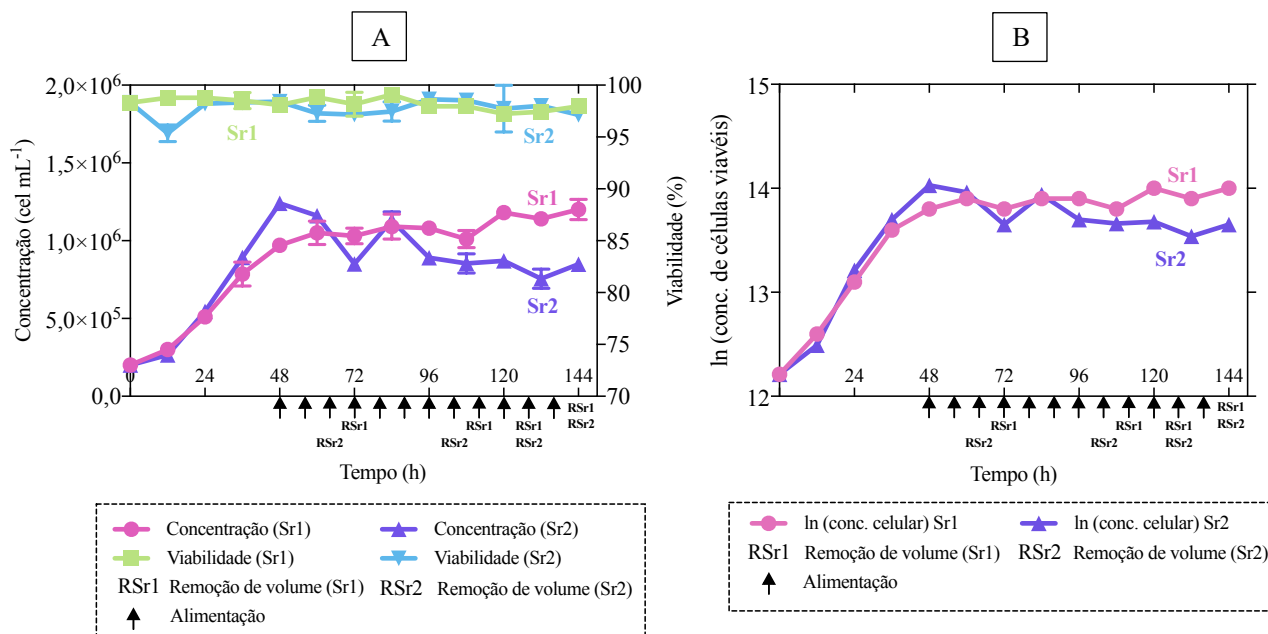 A
B
2,0×10⁶
1,5×10⁶
1,0×10⁶
5,0×10⁵
0,0
Concentração (cel mL⁻¹)
100
95
90
85
80
75
70
Viabilidade (%)
Sr1
Sr2
Sr1
Sr2
0
24
48
72
96
120
144
RSr1
RSr1
RSr1
RSr1
RSr2
RSr2
RSr2
RSr2
Tempo (h)
Concentração (Sr1)
Concentração (Sr2)
Viabilidade (Sr1)
Viabilidade (Sr2)
RSr1 Remoção de volume (Sr1)
RSr2 Remoção de volume (Sr2)
Alimentação
15
14
13
12
ln (conc. de células viavéis)
Sr1
Sr2
24
48
72
96
120
144
RSr1
RSr1
RSr1
RSr1
RSr2
RSr2
RSr2
RSr2
Tempo (h)
ln (conc. celular) Sr1
ln (conc. celular) Sr2
RSr1 Remoção de volume (Sr1)
RSr2 Remoção de volume (Sr2)
Alimentação